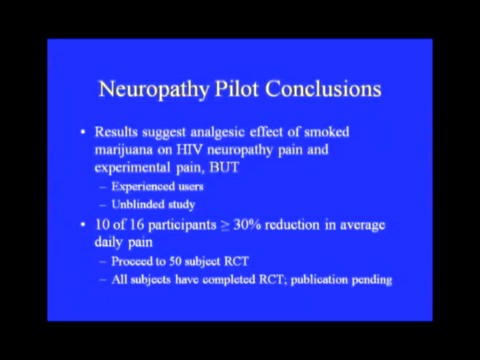 Neuropathy Pilot Conclusions
• Results suggest analgesic effect of smoked
marijuana on HIV neuropathy pain and
experimental pain, BUT
– Experienced users
– Unblinded study
• 10 of 16 participants ≥ 30% reduction in average
daily pain
– Proceed to 50 subject RCT
– All subjects have completed RCT; publication pending